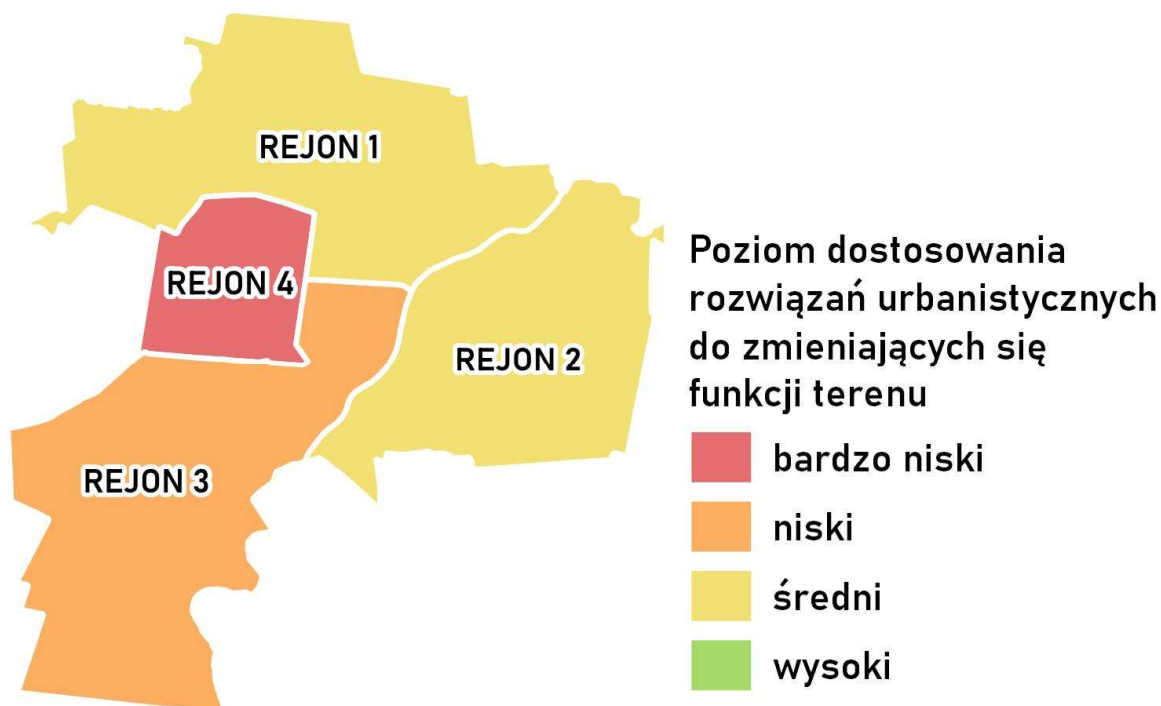 REJON 1
REJON 4
REJON 2
REJON 3
Poziom dostosowania
rozwiązań urbanistycznych
do zmieniających się
funkcji terenu
bardzo niski
niski
średni
wysoki